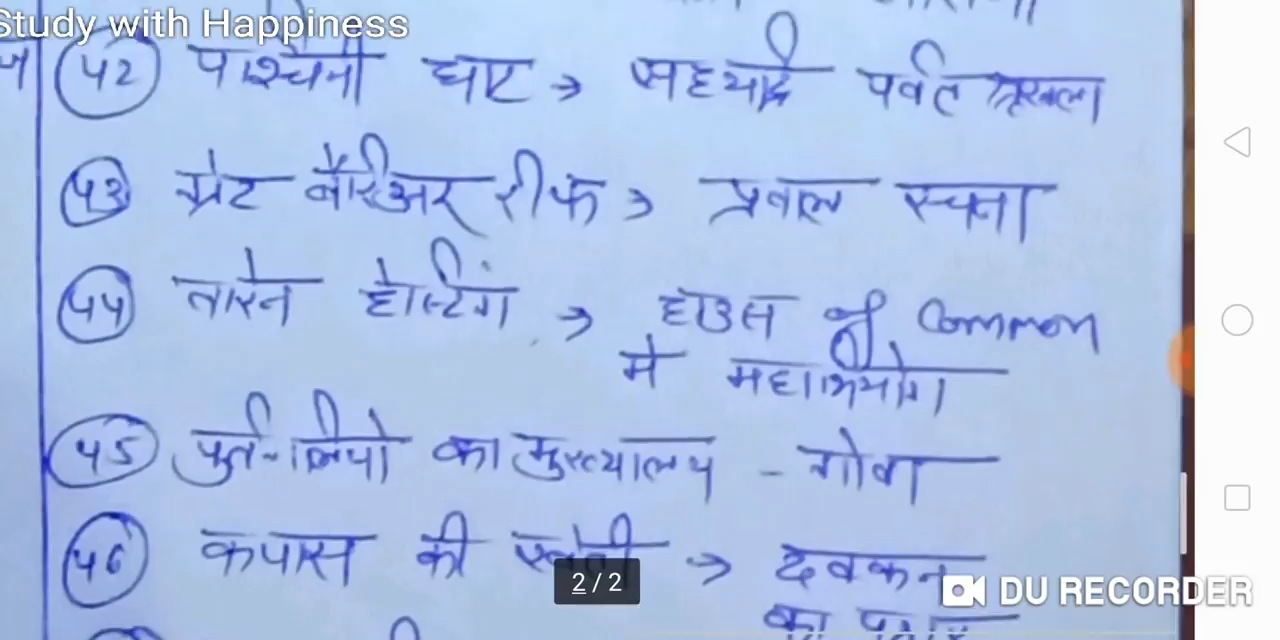 Study with Happiness
42 पाश्चिमी घाट → सहयाद्रि पर्वत श्रृंखला
43 ग्रेट बैरिअर रीफ → प्रवाल रचना
44 वारेन हेास्टिंग → हाउस of Common
मे महाभियोग
45 पुर्तगालियो का मुख्यालय - गोवा
46 कपास की खेती → दक्कन
का पठार
2/2
DU RECORDER